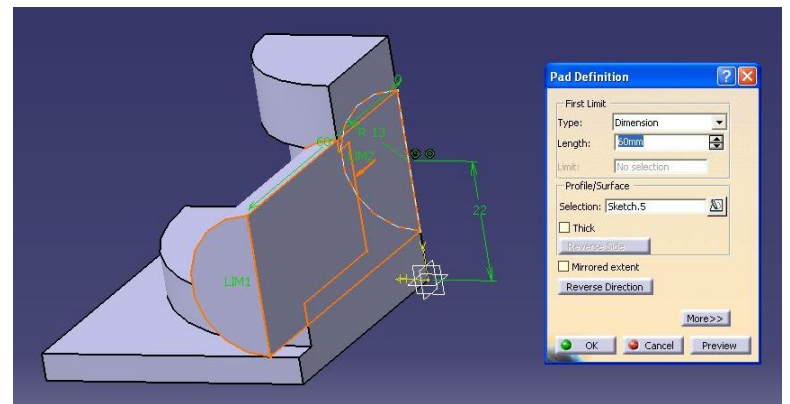 Pad Definition
First Limit
Type: Dimension
Length: 60mm
Limit: No selection
Profile/Surface
Selection: Sketch.5
Thick
Reverse Side
Mirrored extent
Reverse Direction
More>>
OK Cancel Preview
0
R 13
60
LIM2
22
LIM1
H
V